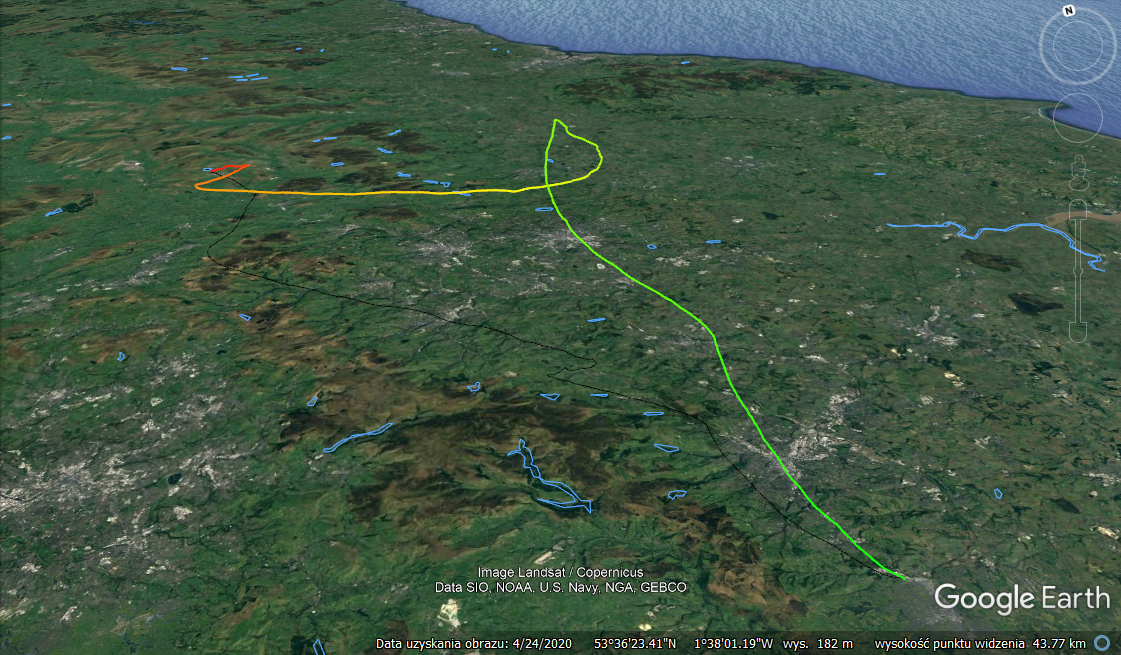 N
Image Landsat / Copernicus
Data SIO, NOAA, U.S. Navy, NGA, GEBCO
Google Earth
Data uzyskania obrazu: 4/24/2020 53°36'23.41"N 1°38'01.19"W wys. 182 m wysokość punktu widzenia 43.77 km